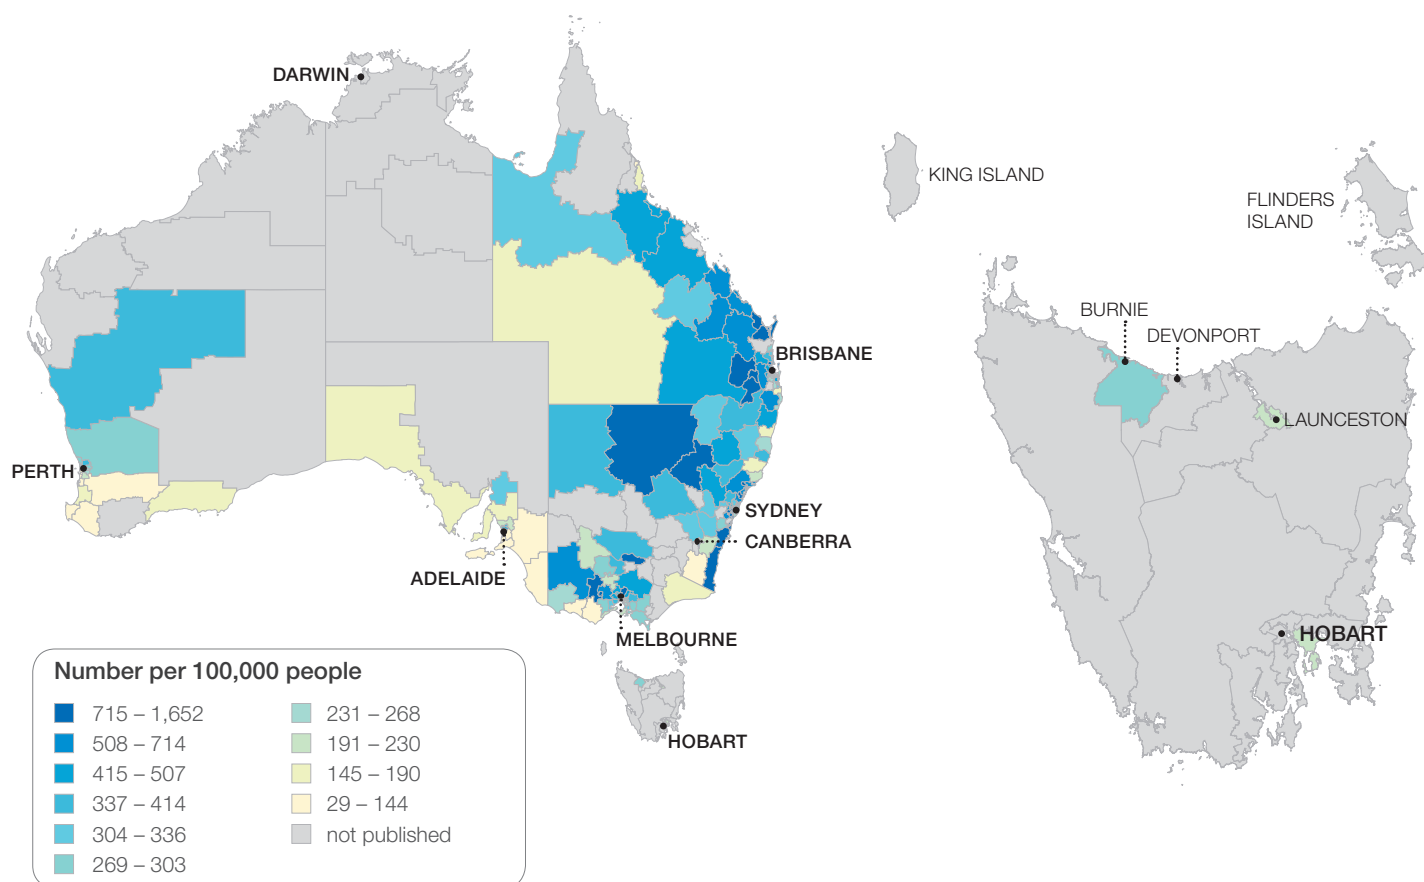 DARWIN
KING ISLAND
FLINDERS
ISLAND
BURNIE
DEVONPORT
BRISBANE
LAUNCESTON
PERTH
SYDNEY
CANBERRA
ADELAIDE
MELBOURNE
HOBART
HOBART
Number per 100,000 people
715 – 1,652
508 – 714
415 – 507
337 – 414
304 – 336
269 – 303
231 – 268
191 – 230
145 – 190
29 – 144
not published